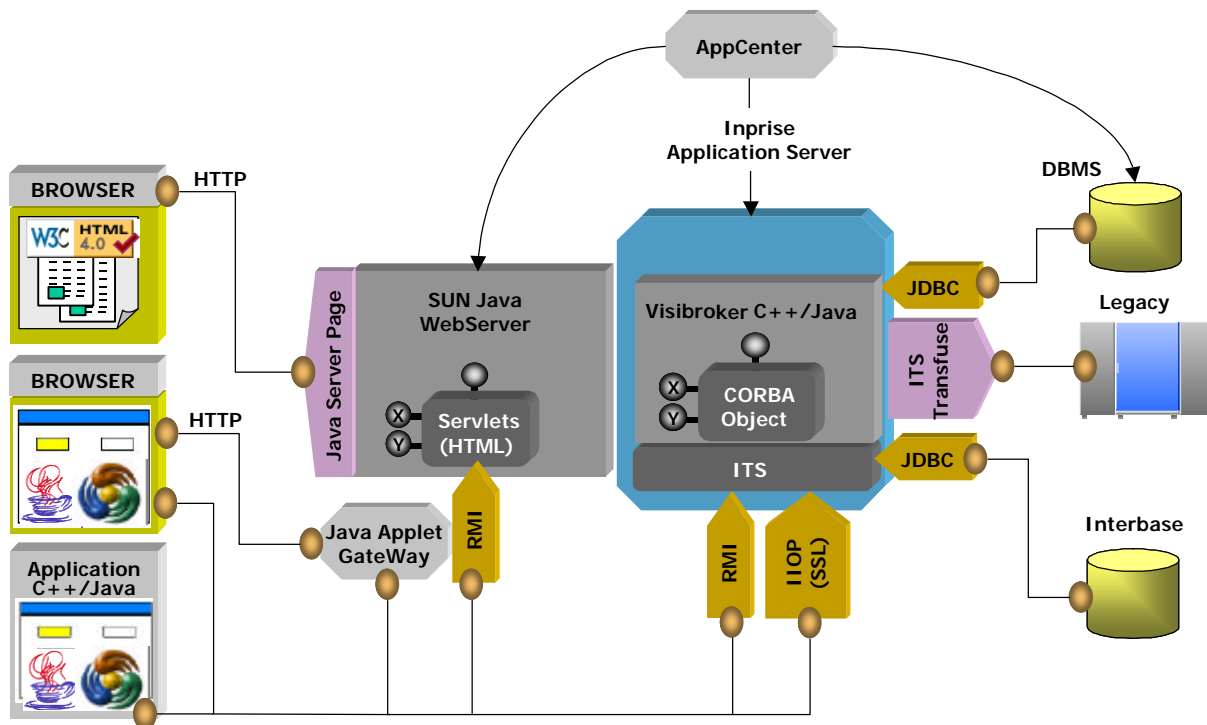 AppCenter
Inprise
Application Server
DBMS
BROWSER
HTTP
W3C HTML
4.0
Java Server Page
SUN Java
WebServer
X
Y
Servlets
(HTML)
Visibroker C++/Java
X
Y
CORBA
Object
ITS
JDBC
Legacy
ITS
Transfuse
JDBC
BROWSER
HTTP
Java Applet
GateWay
RMI
RMI
IIOP
(SSL)
Interbase
Application
C++/Java